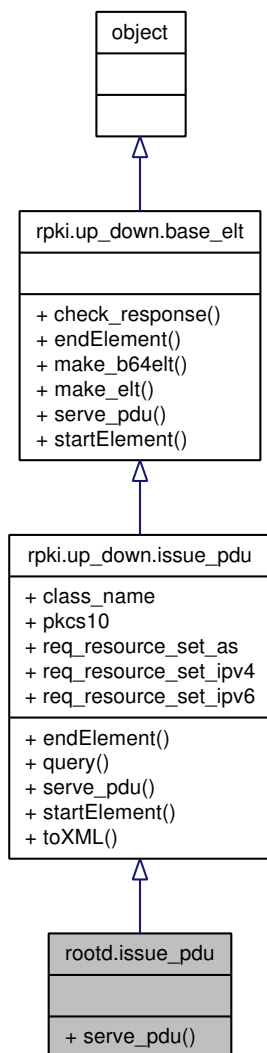 object
rpki.up_down.base_elt
+ check_response()
+ endElement()
+ make_b64elt()
+ make_elt()
+ serve_pdu()
+ startElement()
rpki.up_down.issue_pdu
+ class_name
+ pkcs10
+ req_resource_set_as
+ req_resource_set_ipv4
+ req_resource_set_ipv6
+ endElement()
+ query()
+ serve_pdu()
+ startElement()
+ toXML()
rootd.issue_pdu
+ serve_pdu()